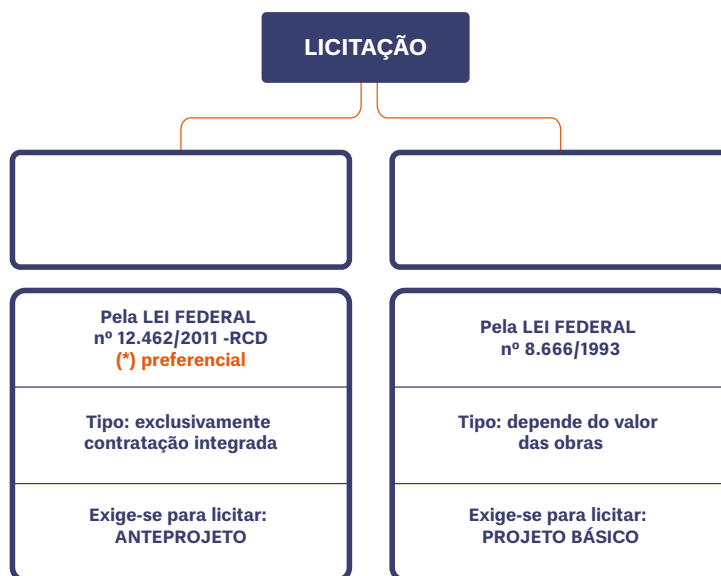 LICITAÇÃO
Pela LEI FEDERAL
nº 12.462/2011 -RCD
(*) preferencial
Tipo: exclusivamente
contratação integrada
Exige-se para licitar:
ANTEPROJETO
Pela LEI FEDERAL
nº 8.666/1993
Tipo: depende do valor
das obras
Exige-se para licitar:
PROJETO BÁSICO